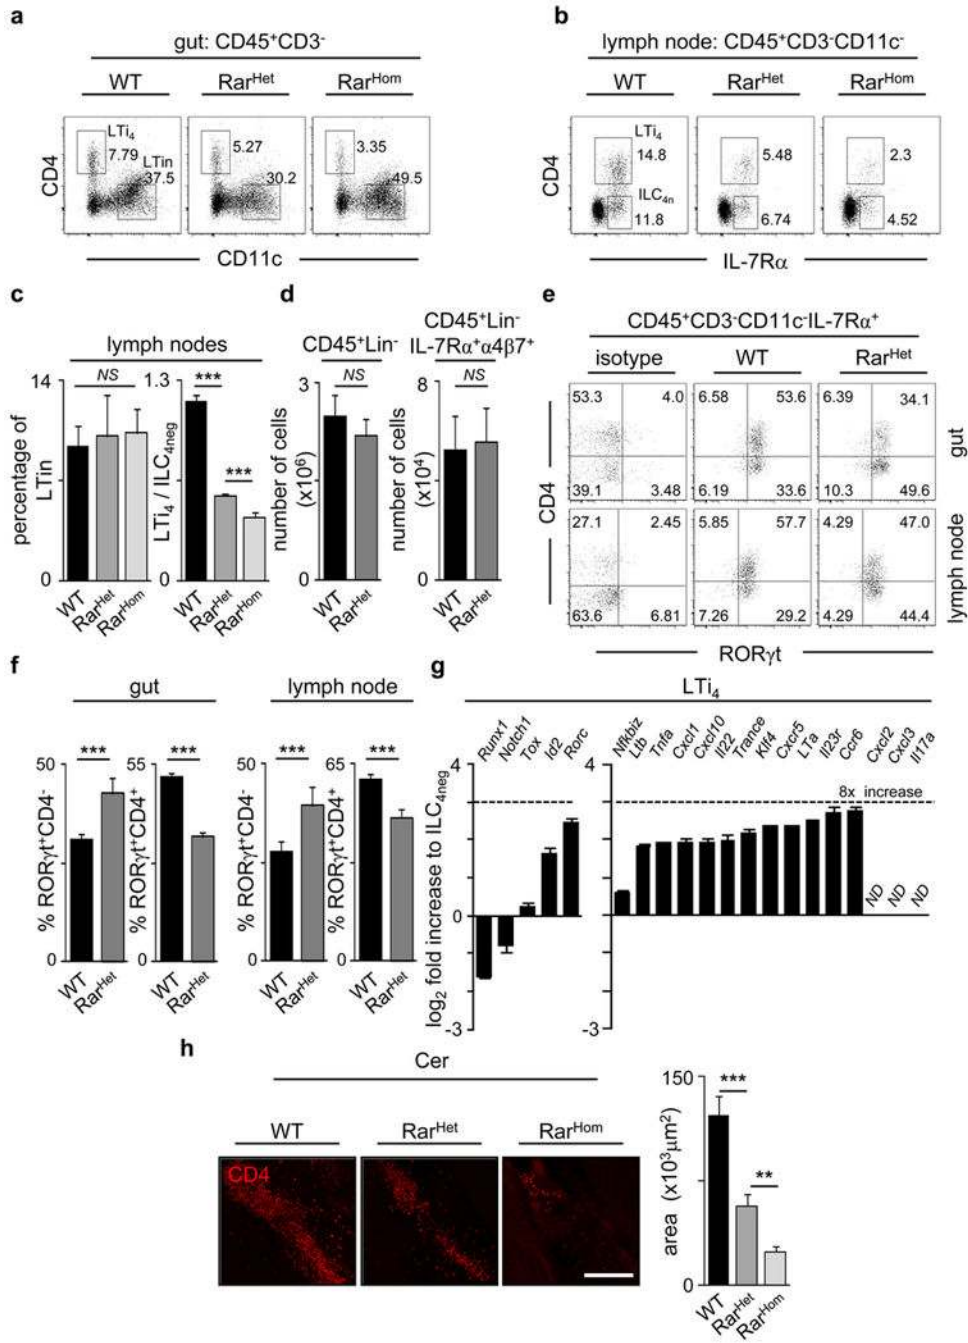 a
gut: CD45⁺CD3⁻
WT
Rar^Het
Rar^Hom
LTi₄
7.79
LTin
37.5
5.27
30.2
3.35
49.5
CD4
CD11c
b
lymph node: CD45⁺CD3⁻CD11c⁻
WT
Rar^Het
Rar^Hom
LTi₄
14.8
ILC₄ₙ
11.8
5.48
6.74
2.3
4.52
CD4
IL-7Rα
c
lymph nodes
14
NS
0
percentage of
LTin
WT
Rar^Het
Rar^Hom
1.3
***
***
0
LTi₄ / ILC₄neg
WT
Rar^Het
Rar^Hom
d
CD45⁺Lin⁻
3
NS
0
number of cells
(x10⁶)
WT
Rar^Het
CD45⁺Lin⁻
IL-7Rα⁺α4β7⁺
8
NS
0
number of cells
(x10⁴)
WT
Rar^Het
e
CD45⁺CD3⁻CD11c⁻IL-7Rα⁺
isotype
WT
Rar^Het
53.3 4.0
39.1 3.48
6.58 53.6
6.19 33.6
6.39 34.1
10.3 49.6
gut
27.1 2.45
63.6 6.81
5.85 57.7
7.26 29.2
4.29 47.0
4.29 44.4
lymph node
CD4
RORγt
f
gut
50
***
0
% RORγt⁺CD4⁻
WT
Rar^Het
55
***
0
% RORγt⁺CD4⁺
WT
Rar^Het
lymph node
50
***
0
% RORγt⁺CD4⁻
WT
Rar^Het
65
***
0
% RORγt⁺CD4⁺
WT
Rar^Het
g
LTi₄
Runx1
Notch1
Tox
Id2
Rorc
4
0
-3
log₂ fold increase to ILC₄neg
Nfkbiz
Ltb
Tnfa
Cxcl1
Cxcl10
Il22
Trance
Klf4
Cxcr5
LTa
Il23r
Ccr6
Cxcl2
Cxcl3
Il17a
4
8x increase
ND
ND
ND
0
-3
h
Cer
WT
Rar^Het
Rar^Hom
CD4
150
***
**
0
area (x10³μm²)
WT
Rar^Het
Rar^Hom